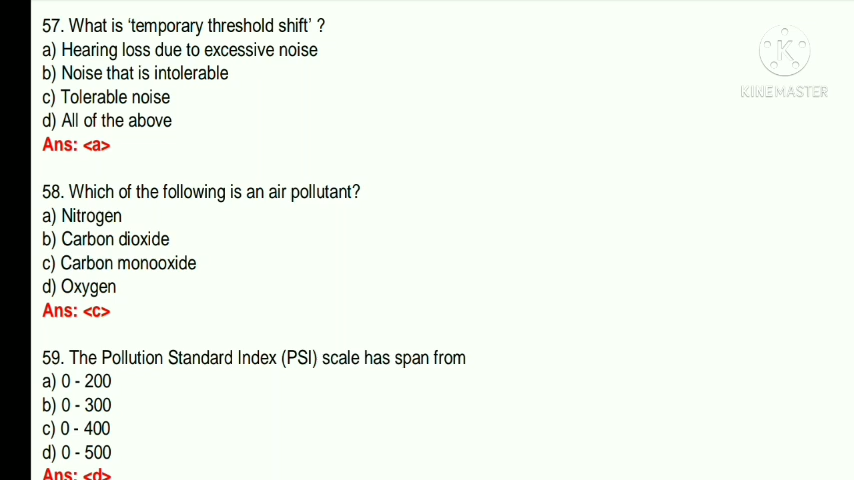 57. What is 'temporary threshold shift' ?
a) Hearing loss due to excessive noise
b) Noise that is intolerable
c) Tolerable noise
d) All of the above
Ans: <a>
58. Which of the following is an air pollutant?
a) Nitrogen
b) Carbon dioxide
c) Carbon monooxide
d) Oxygen
Ans: <c>
59. The Pollution Standard Index (PSI) scale has span from
a) 0 - 200
b) 0 - 300
c) 0 - 400
d) 0 - 500
Ans: <d>
K
KINEMASTER